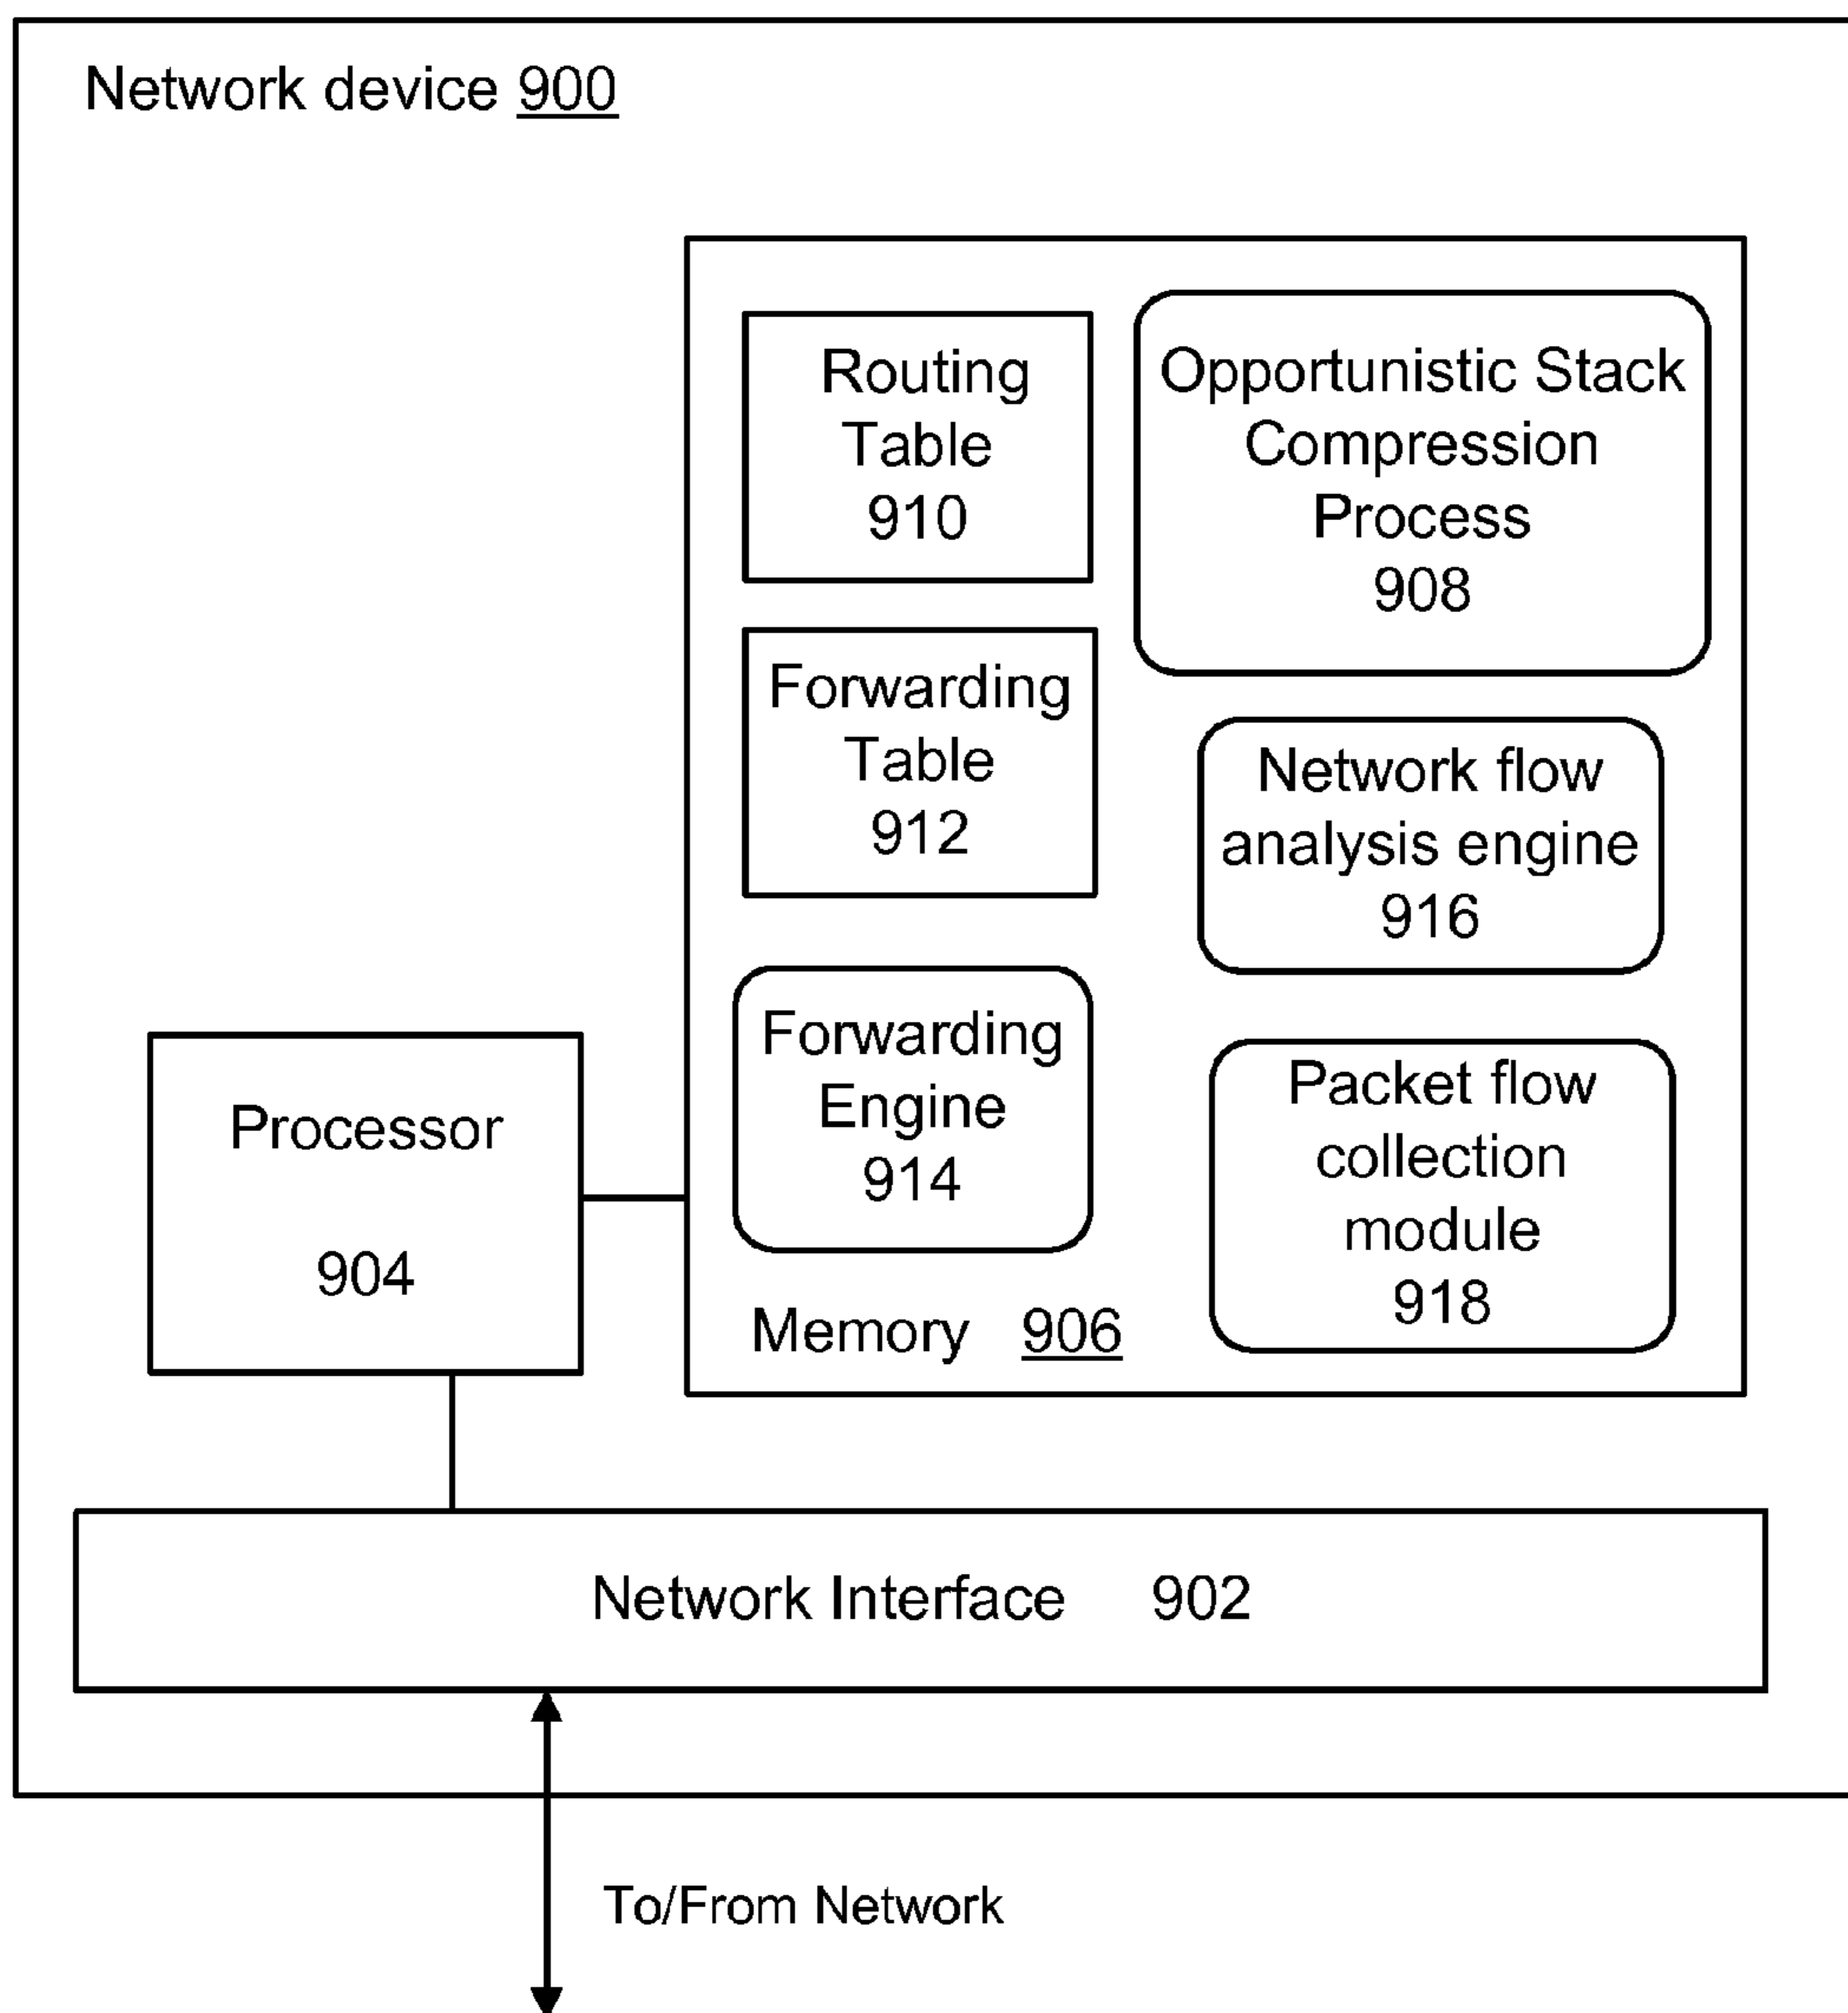 Network device 900
Routing
Table
910
Opportunistic Stack
Compression
Process
908
Forwarding
Table
912
Network flow
analysis engine
916
Forwarding
Engine
914
Packet flow
collection
module
918
Memory 906
Processor
904
Network Interface 902
To/From Network